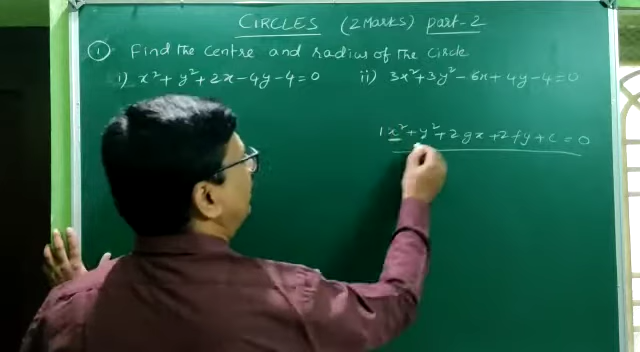 CIRCLES (2 Marks) part-2
① Find the centre and radius of the circle
i) x²+y²+2x-4y-4=0 ii) 3x²+3y²-6x+4y-4=0
1x²+y²+2gx+2fy+c=0